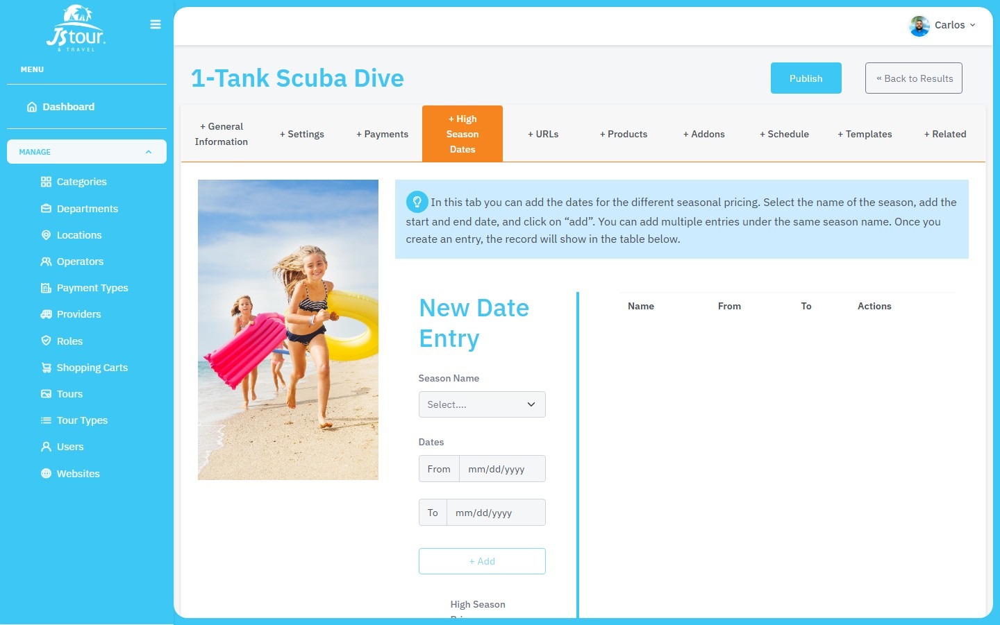 JS tour.
& TRAVEL
MENU
Dashboard
MANAGE
Categories
Departments
Locations
Operators
Payment Types
Providers
Roles
Shopping Carts
Tours
Tour Types
Users
Websites
Carlos
1-Tank Scuba Dive
Publish
« Back to Results
+ General
Information
+ Settings
+ Payments
+ High
Season
Dates
+ URLs
+ Products
+ Addons
+ Schedule
+ Templates
+ Related
In this tab you can add the dates for the different seasonal pricing. Select the name of the season, add the
start and end date, and click on “add”. You can add multiple entries under the same season name. Once you
create an entry, the record will show in the table below.
New Date
Entry
Season Name
Select....
Dates
From mm/dd/yyyy
To mm/dd/yyyy
+ Add
High Season
Name From To Actions